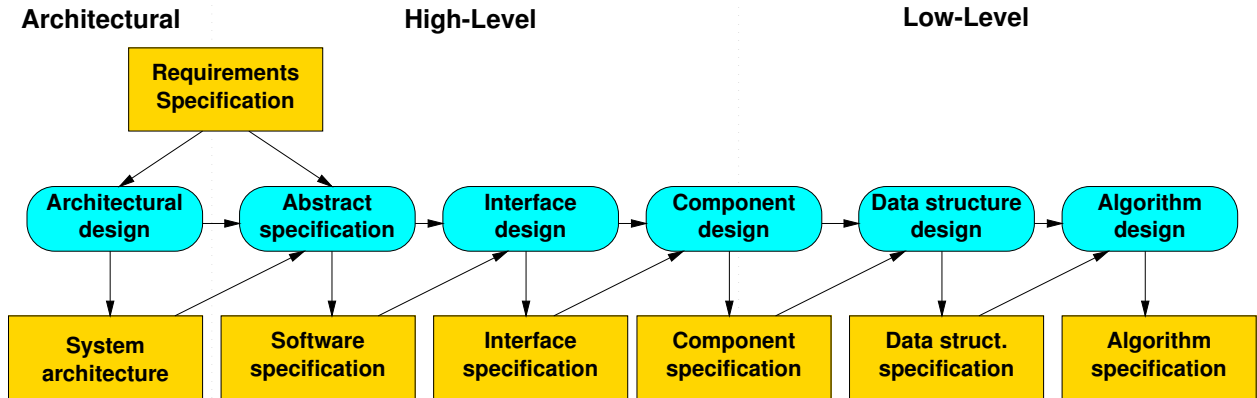 Architectural
High-Level
Low-Level
Requirements
Specification
Architectural
design
Abstract
specification
Interface
design
Component
design
Data structure
design
Algorithm
design
System
architecture
Software
specification
Interface
specification
Component
specification
Data struct.
specification
Algorithm
specification